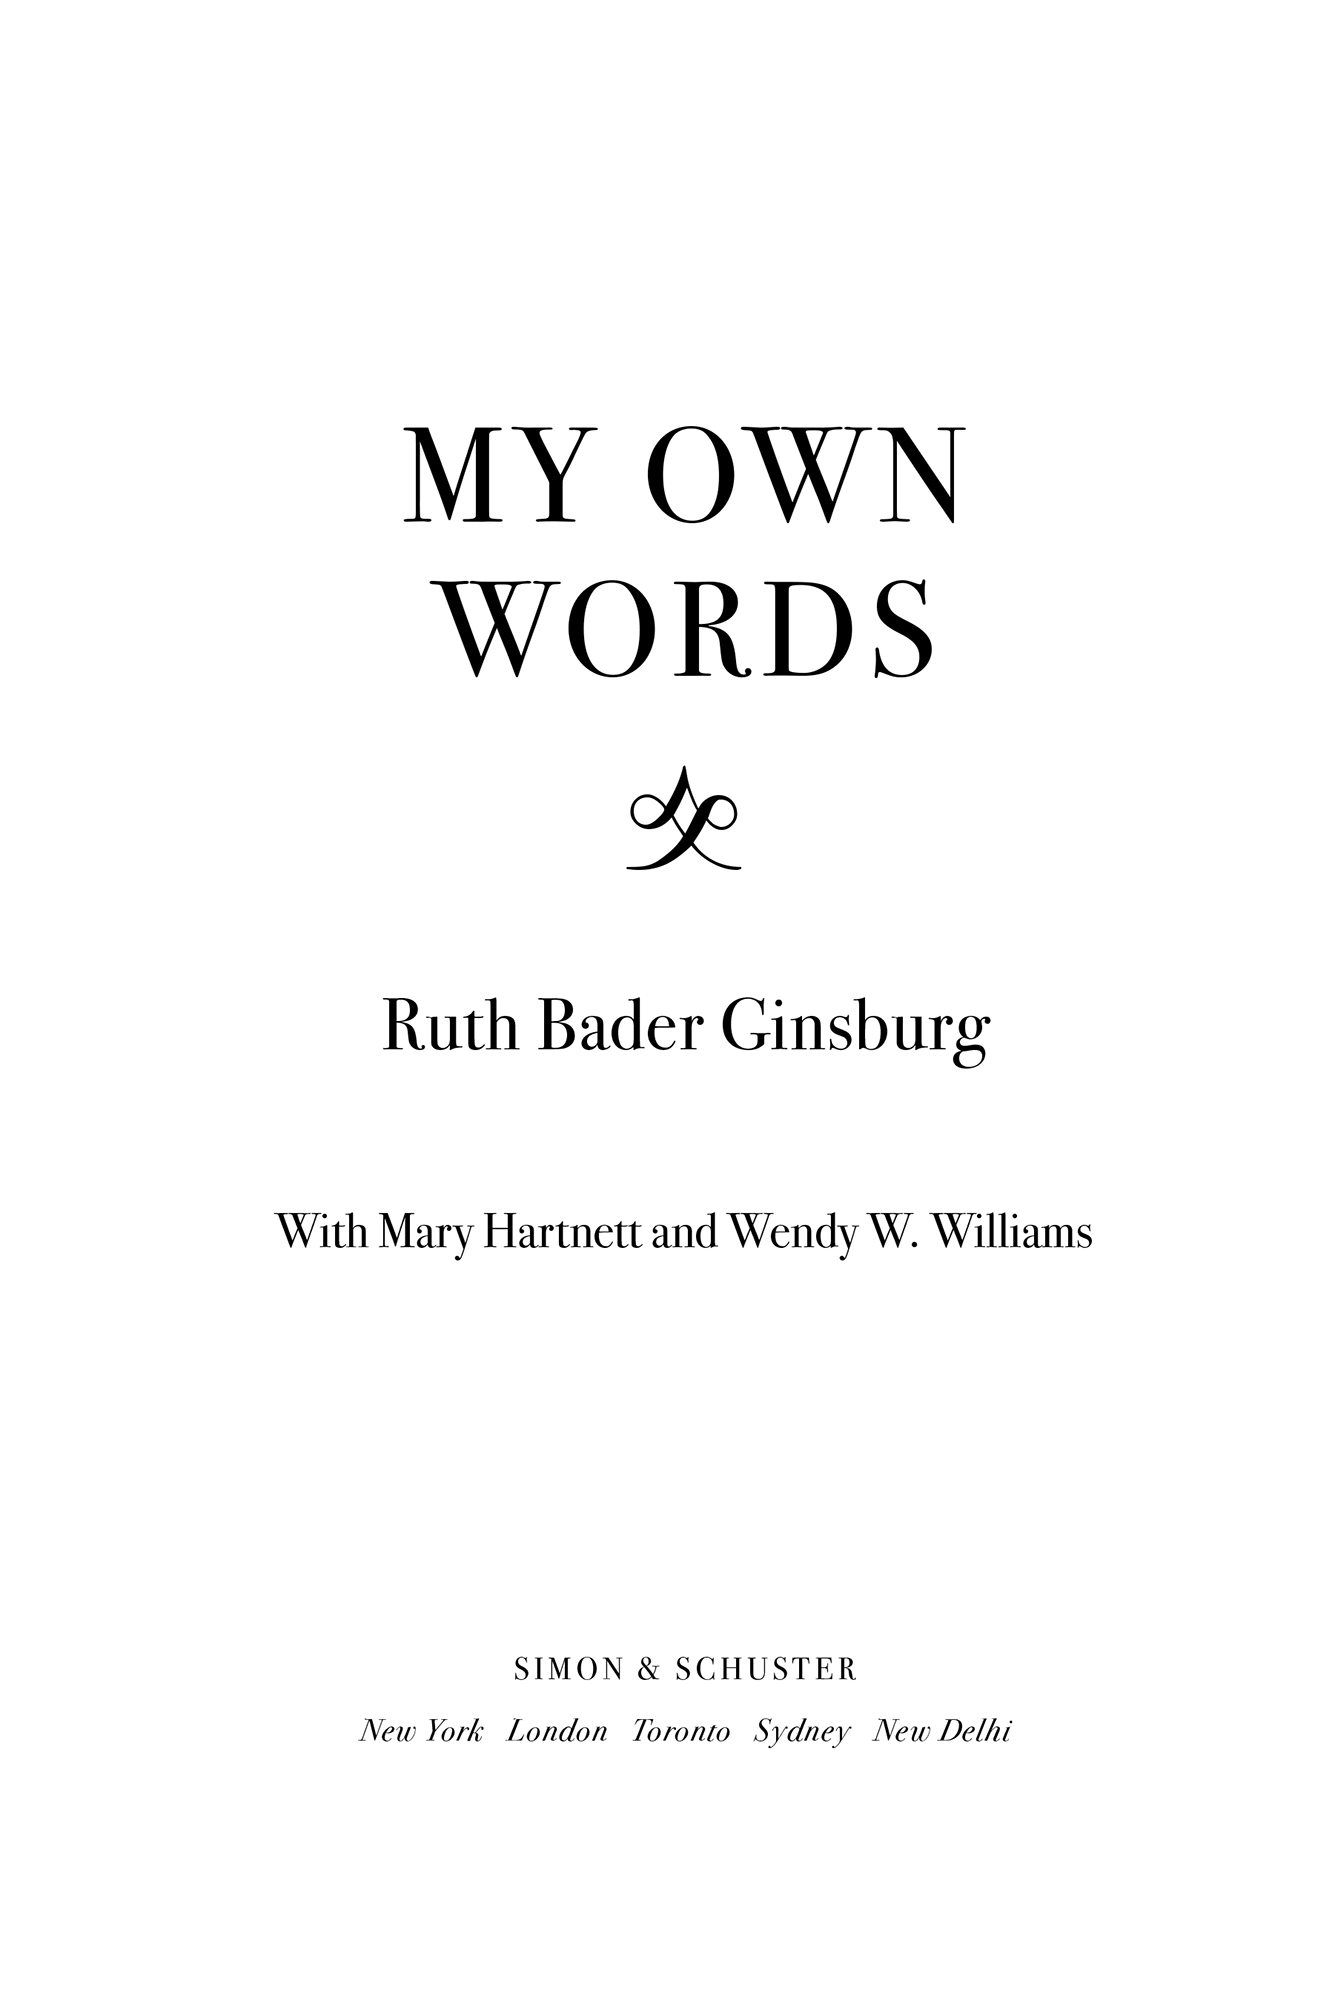 MY OWN
WORDS
Ruth Bader Ginsburg
With Mary Hartnett and Wendy W. Williams
SIMON & SCHUSTER
New York London Toronto Sydney New Delhi